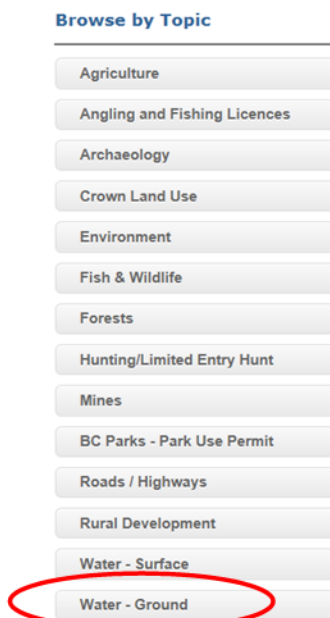 Browse by Topic
Agriculture
Angling and Fishing Licences
Archaeology
Crown Land Use
Environment
Fish & Wildlife
Forests
Hunting/Limited Entry Hunt
Mines
BC Parks - Park Use Permit
Roads / Highways
Rural Development
Water - Surface
Water - Ground